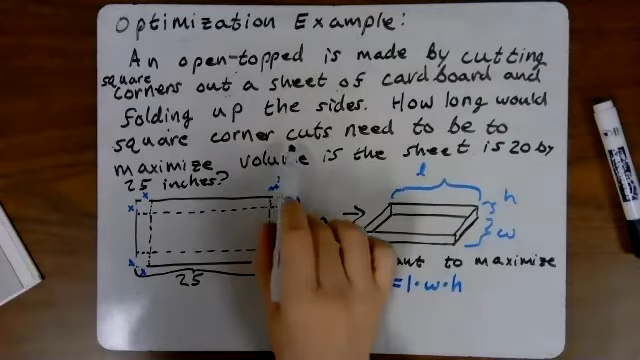 Optimization Example:
An open-topped is made by cutting
square
corners out a sheet of cardboard and
folding up the sides. How long would
square corner cuts need to be to
maximize volume is the sheet is 20 by
25 inches?
l
x
x
h
w
x
x
25
to maximize
= l·w·h